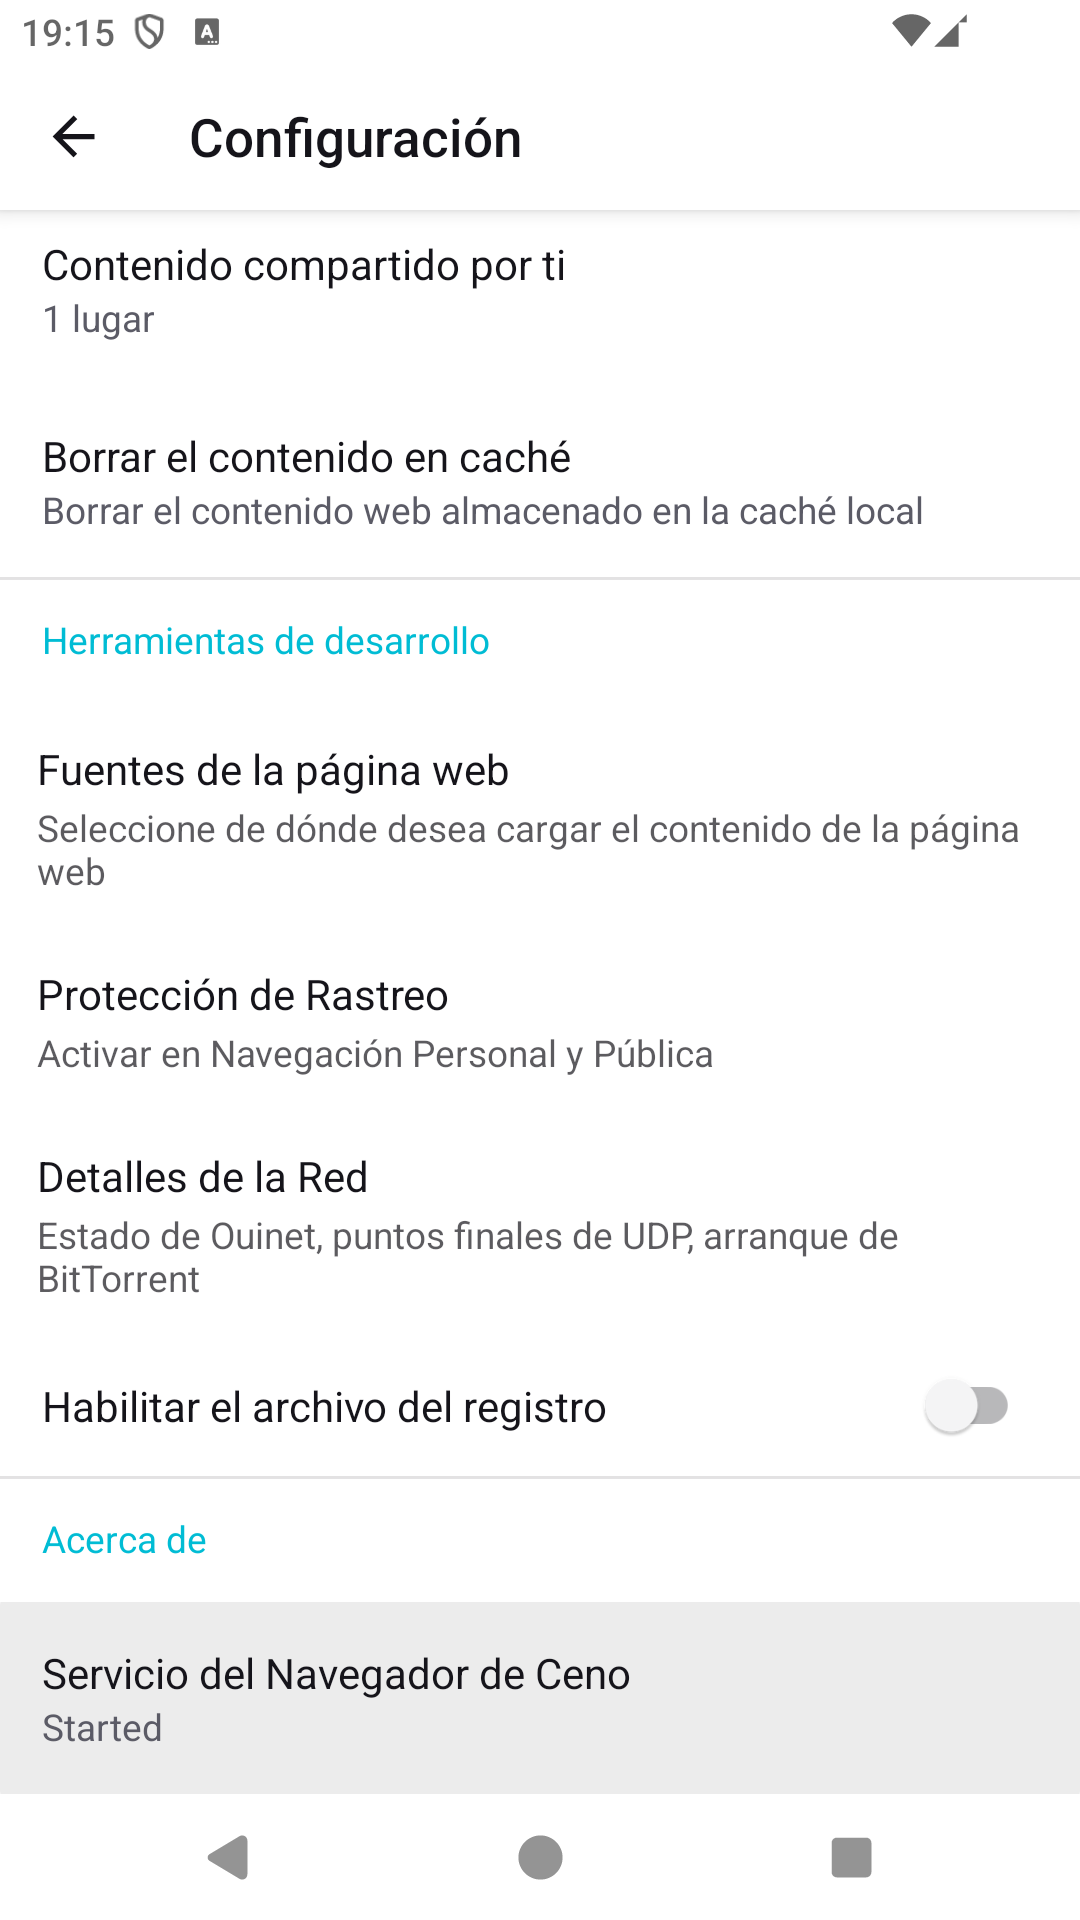 19:15
Configuración
Contenido compartido por ti
1 lugar
Borrar el contenido en caché
Borrar el contenido web almacenado en la caché local
Herramientas de desarrollo
Fuentes de la página web
Seleccione de dónde desea cargar el contenido de la página
web
Protección de Rastreo
Activar en Navegación Personal y Pública
Detalles de la Red
Estado de Ouinet, puntos finales de UDP, arranque de
BitTorrent
Habilitar el archivo del registro
Acerca de
Servicio del Navegador de Ceno
Started